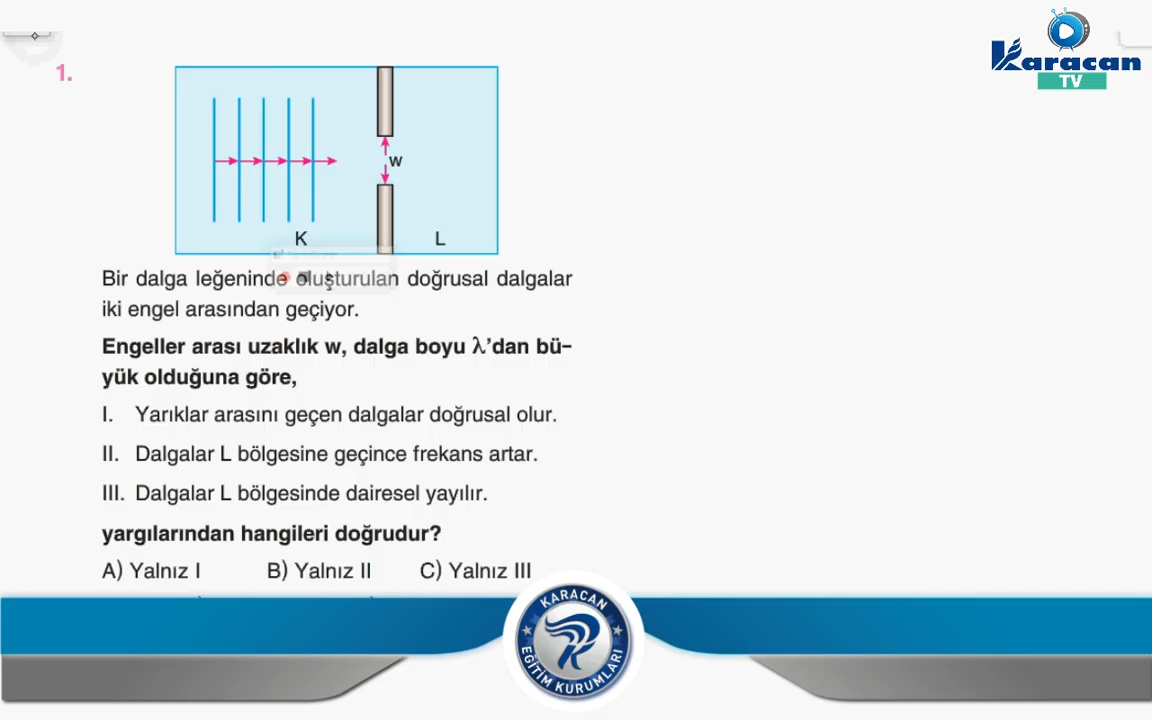 Karacan
TV
1.
w
K
L
Bir dalga leğeninde oluşturulan doğrusal dalgalar
iki engel arasından geçiyor.
Engeller arası uzaklık w, dalga boyu λ’dan bü-
yük olduğuna göre,
I. Yarıklar arasını geçen dalgalar doğrusal olur.
II. Dalgalar L bölgesine geçince frekans artar.
III. Dalgalar L bölgesinde dairesel yayılır.
yargılarından hangileri doğrudur?
A) Yalnız I B) Yalnız II C) Yalnız III
KARACAN
EĞİTİM KURUMLARI